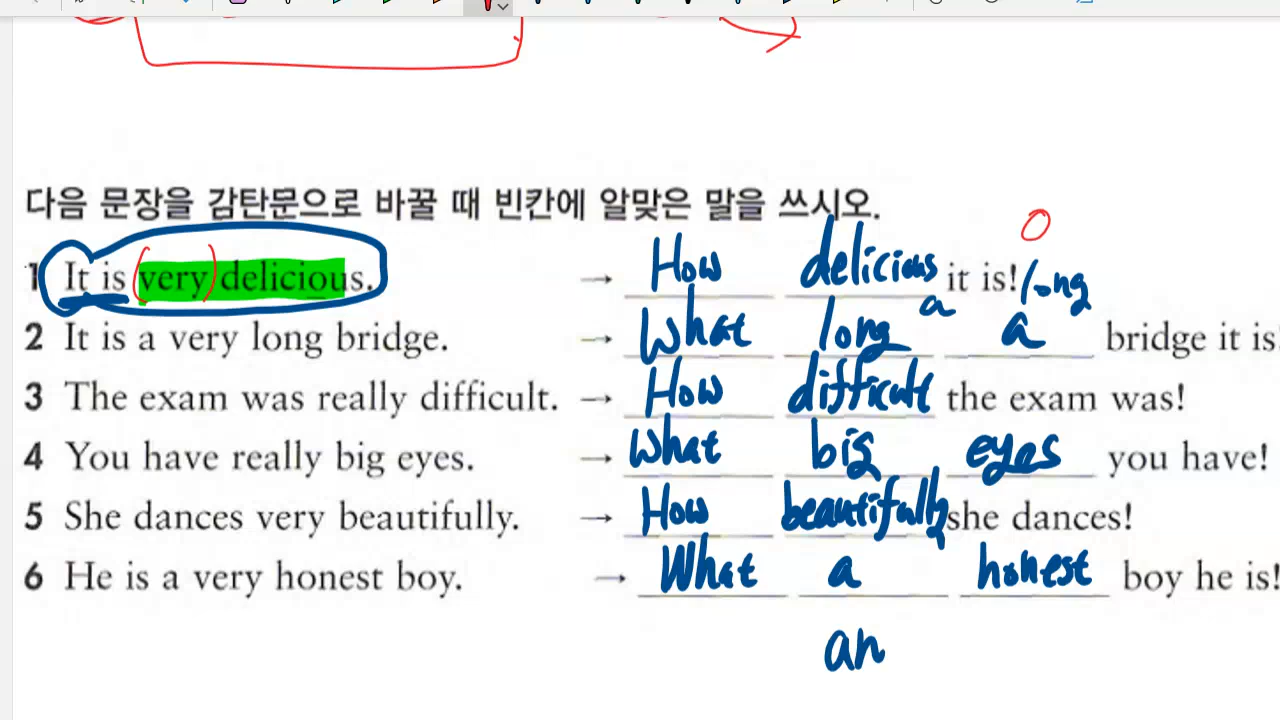 다음 문장을 감탄문으로 바꿀 때 빈칸에 알맞은 말을 쓰시오.
1 It is (very) delicious. → How delicious it is!
a long
2 It is a very long bridge. → What long a bridge it is!
3 The exam was really difficult. → How difficult the exam was!
4 You have really big eyes. → What big eyes you have!
5 She dances very beautifully. → How beautifully she dances!
6 He is a very honest boy. → What a honest boy he is!
an